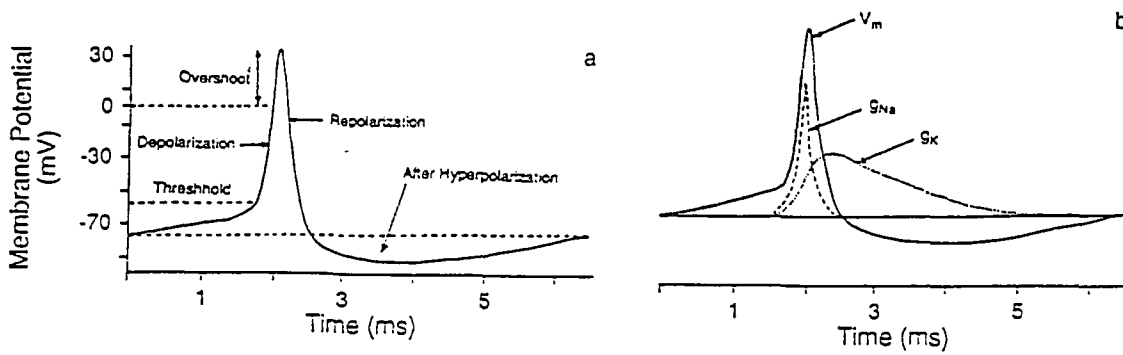 a
Membrane Potential
(mV)
30
0
-30
-70
Overshoot
Depolarization
Repolarization
Threshhold
After Hyperpolarization
1
3
5
Time (ms)
b
Vm
gNa
gK
1
3
5
Time (ms)